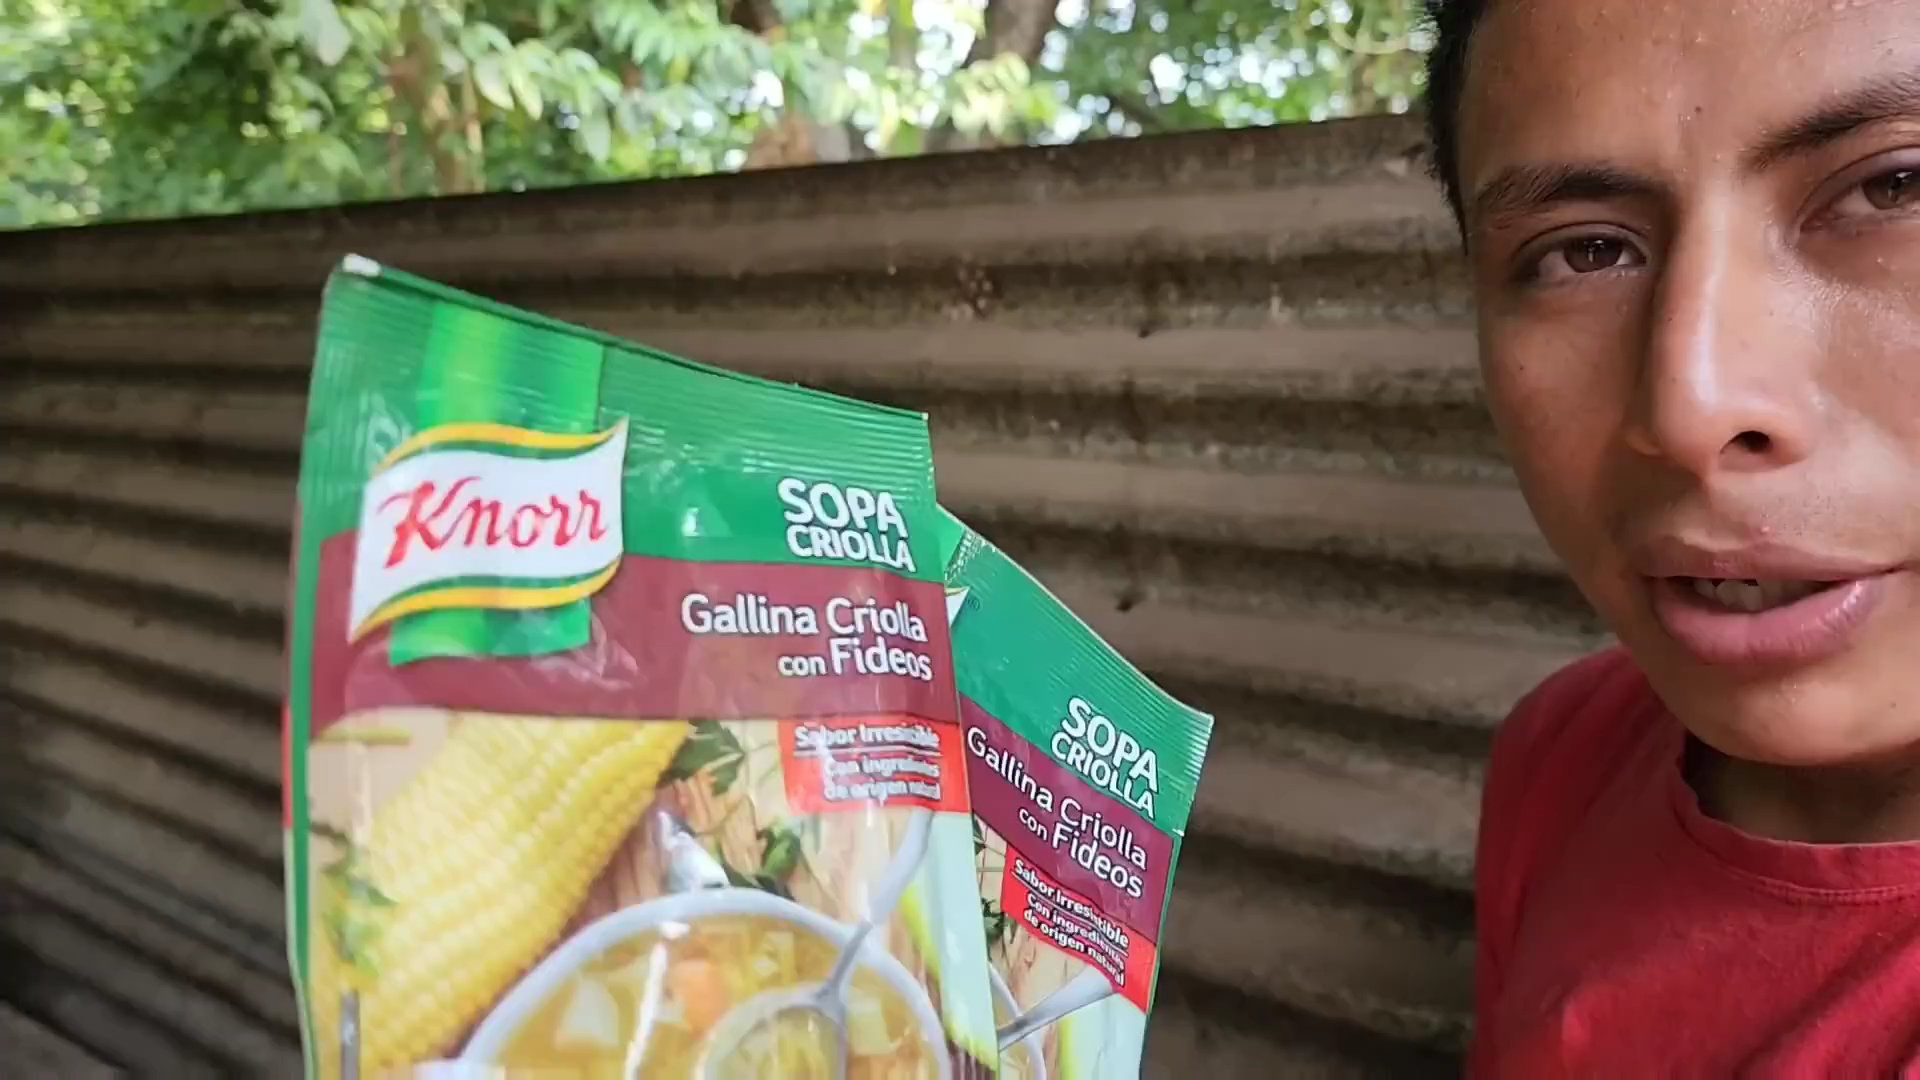 Knorr
SOPA
CRIOLLA
Gallina Criolla
con Fideos
Sabor Irresistible
Con ingredientes
de origen natural
SOPA
CRIOLLA
Gallina Criolla
con Fideos
Sabor Irresistible
Con ingredientes
de origen natural